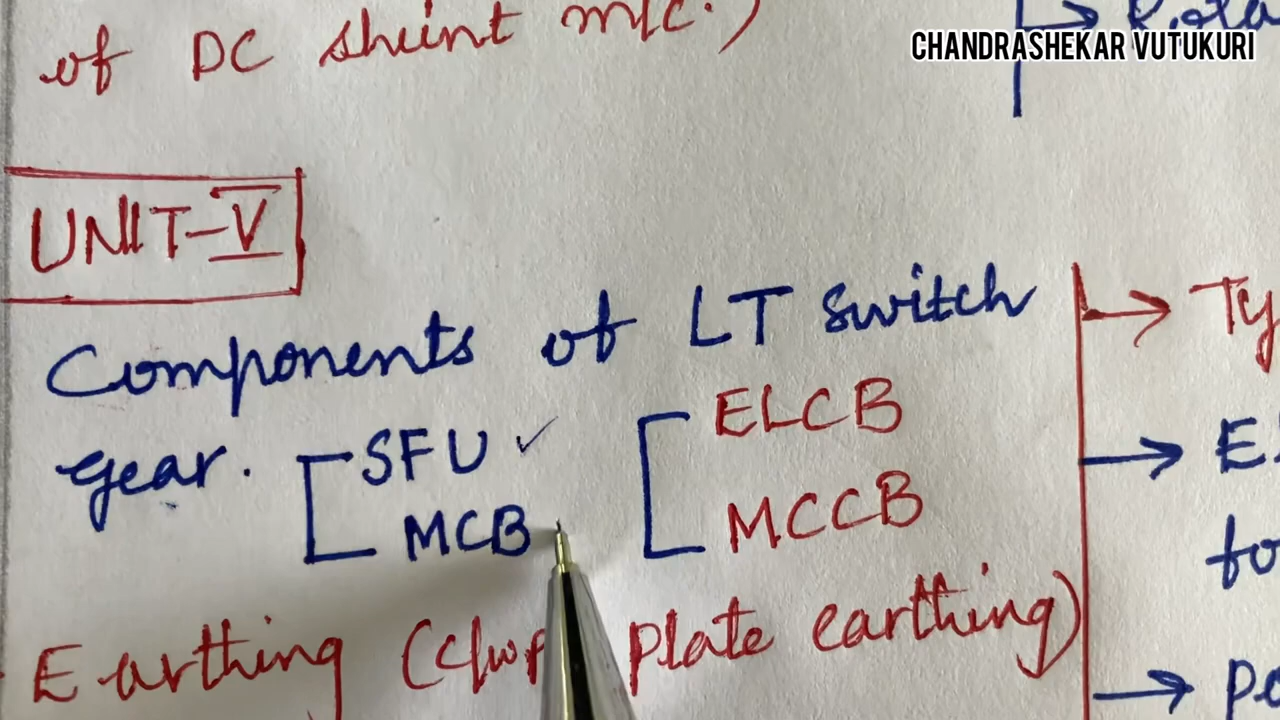 of DC shunt m/c.)
CHANDRASHEKAR VUTUKURI
UNIT-V
Components of LT switch
gear. SFU ✓ ELCB
MCB MCCB
Earthing plate earthing)